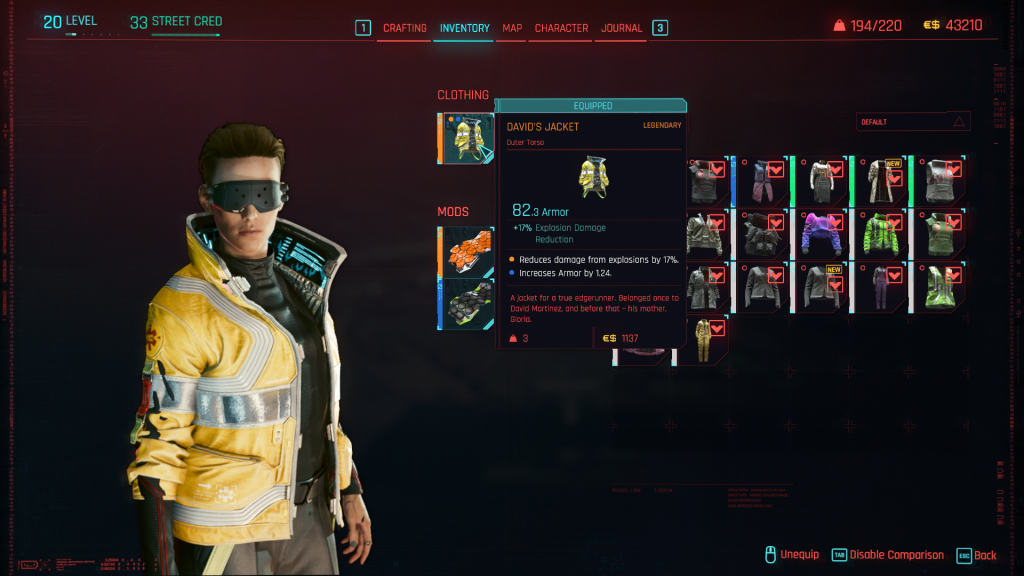 20 LEVEL
33 STREET CRED
1 CRAFTING INVENTORY MAP CHARACTER JOURNAL 3
194/220
€$ 43210
CLOTHING
EQUIPPED
DAVID'S JACKET
LEGENDARY
Outer Torso
82.3 Armor
+17% Explosion Damage
Reduction
Reduces damage from explosions by 17%.
Increases Armor by 1.24.
A jacket for a true edgerunner. Belonged once to
David Martinez, and before that – his mother,
Gloria.
3
€$ 1137
MODS
DEFAULT
NEW
NEW
Unequip
TAB Disable Comparison
ESC Back